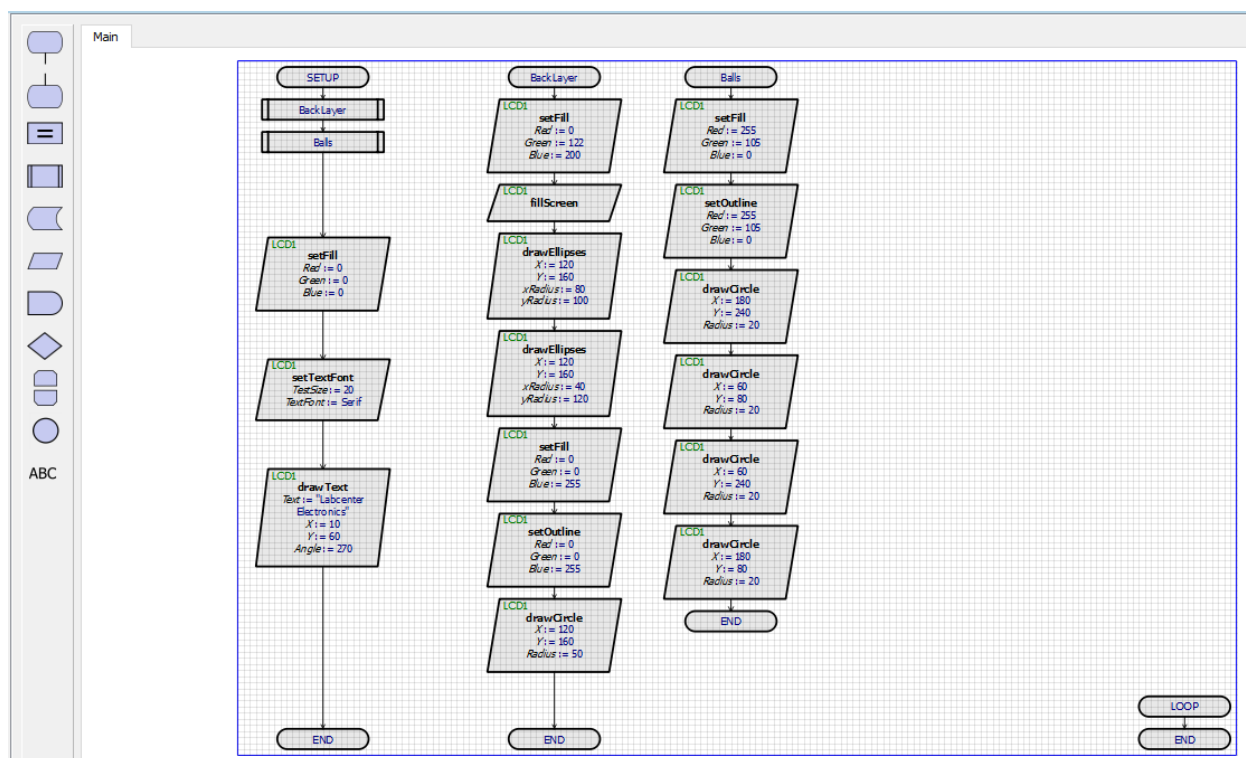 Main
ABC
SETUP
BackLayer
Balls
LCD1
setFill
Red := 0
Green := 0
Blue := 0
LCD1
setTextFont
TestSize := 20
TextFont := Serif
LCD1
drawText
Text := "Labcenter
Electronics"
X := 10
Y := 60
Angle := 270
END
BackLayer
LCD1
setFill
Red := 0
Green := 122
Blue := 200
LCD1
fillScreen
LCD1
drawEllipses
X := 120
Y := 160
xRadius := 80
yRadius := 100
LCD1
drawEllipses
X := 120
Y := 160
xRadius := 40
yRadius := 120
LCD1
setFill
Red := 0
Green := 0
Blue := 255
LCD1
setOutline
Red := 0
Green := 0
Blue := 255
LCD1
drawCircle
X := 120
Y := 160
Radius := 50
END
Balls
LCD1
setFill
Red := 255
Green := 105
Blue := 0
LCD1
setOutline
Red := 255
Green := 105
Blue := 0
LCD1
drawCircle
X := 180
Y := 240
Radius := 20
LCD1
drawCircle
X := 60
Y := 80
Radius := 20
LCD1
drawCircle
X := 60
Y := 240
Radius := 20
LCD1
drawCircle
X := 180
Y := 80
Radius := 20
END
LOOP
END